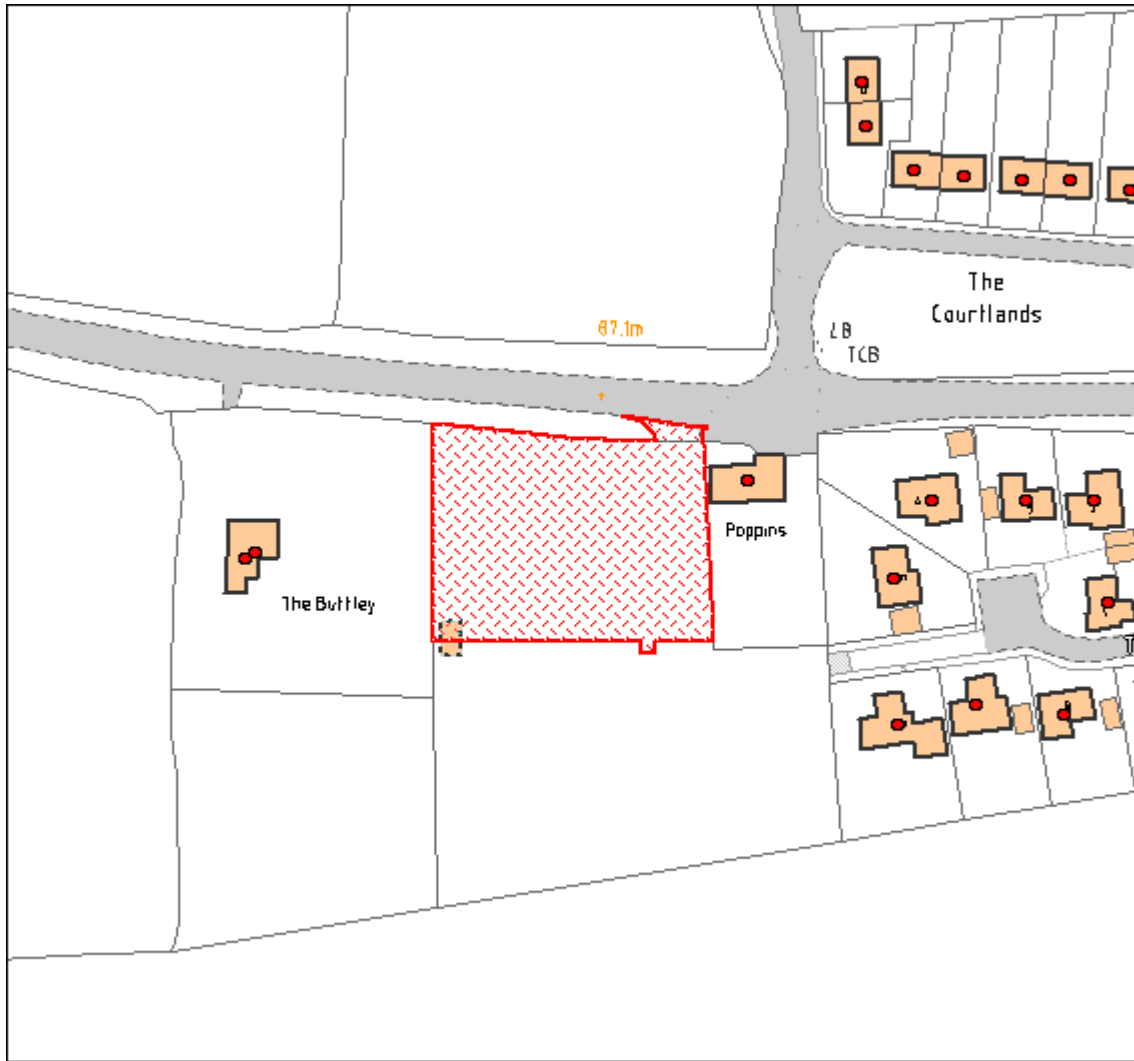 The
Courtlands
87.1m
LB
TCB
Poppins
The Buttley
T